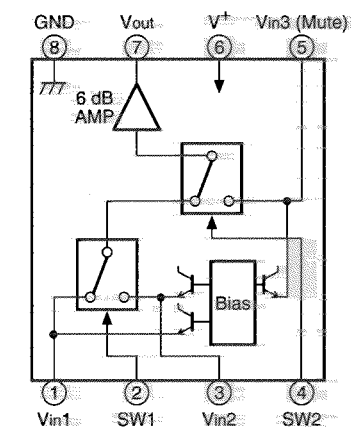 GND Vout V+ Vin3 (Mute)
8 7 6 5
6 dB
AMP
Bias
1 2 3 4
Vin1 SW1 Vin2 SW2